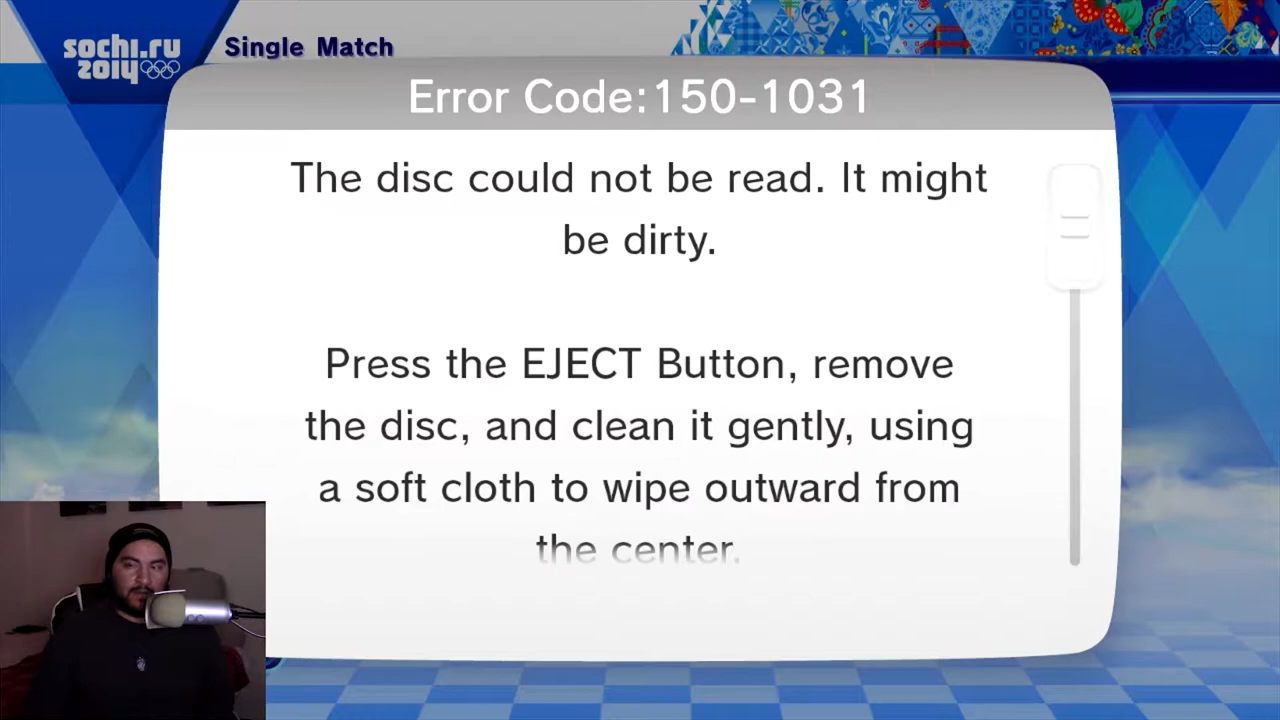 sochi.ru
2014
Single Match
Error Code:150-1031
The disc could not be read. It might
be dirty.
Press the EJECT Button, remove
the disc, and clean it gently, using
a soft cloth to wipe outward from
the center.